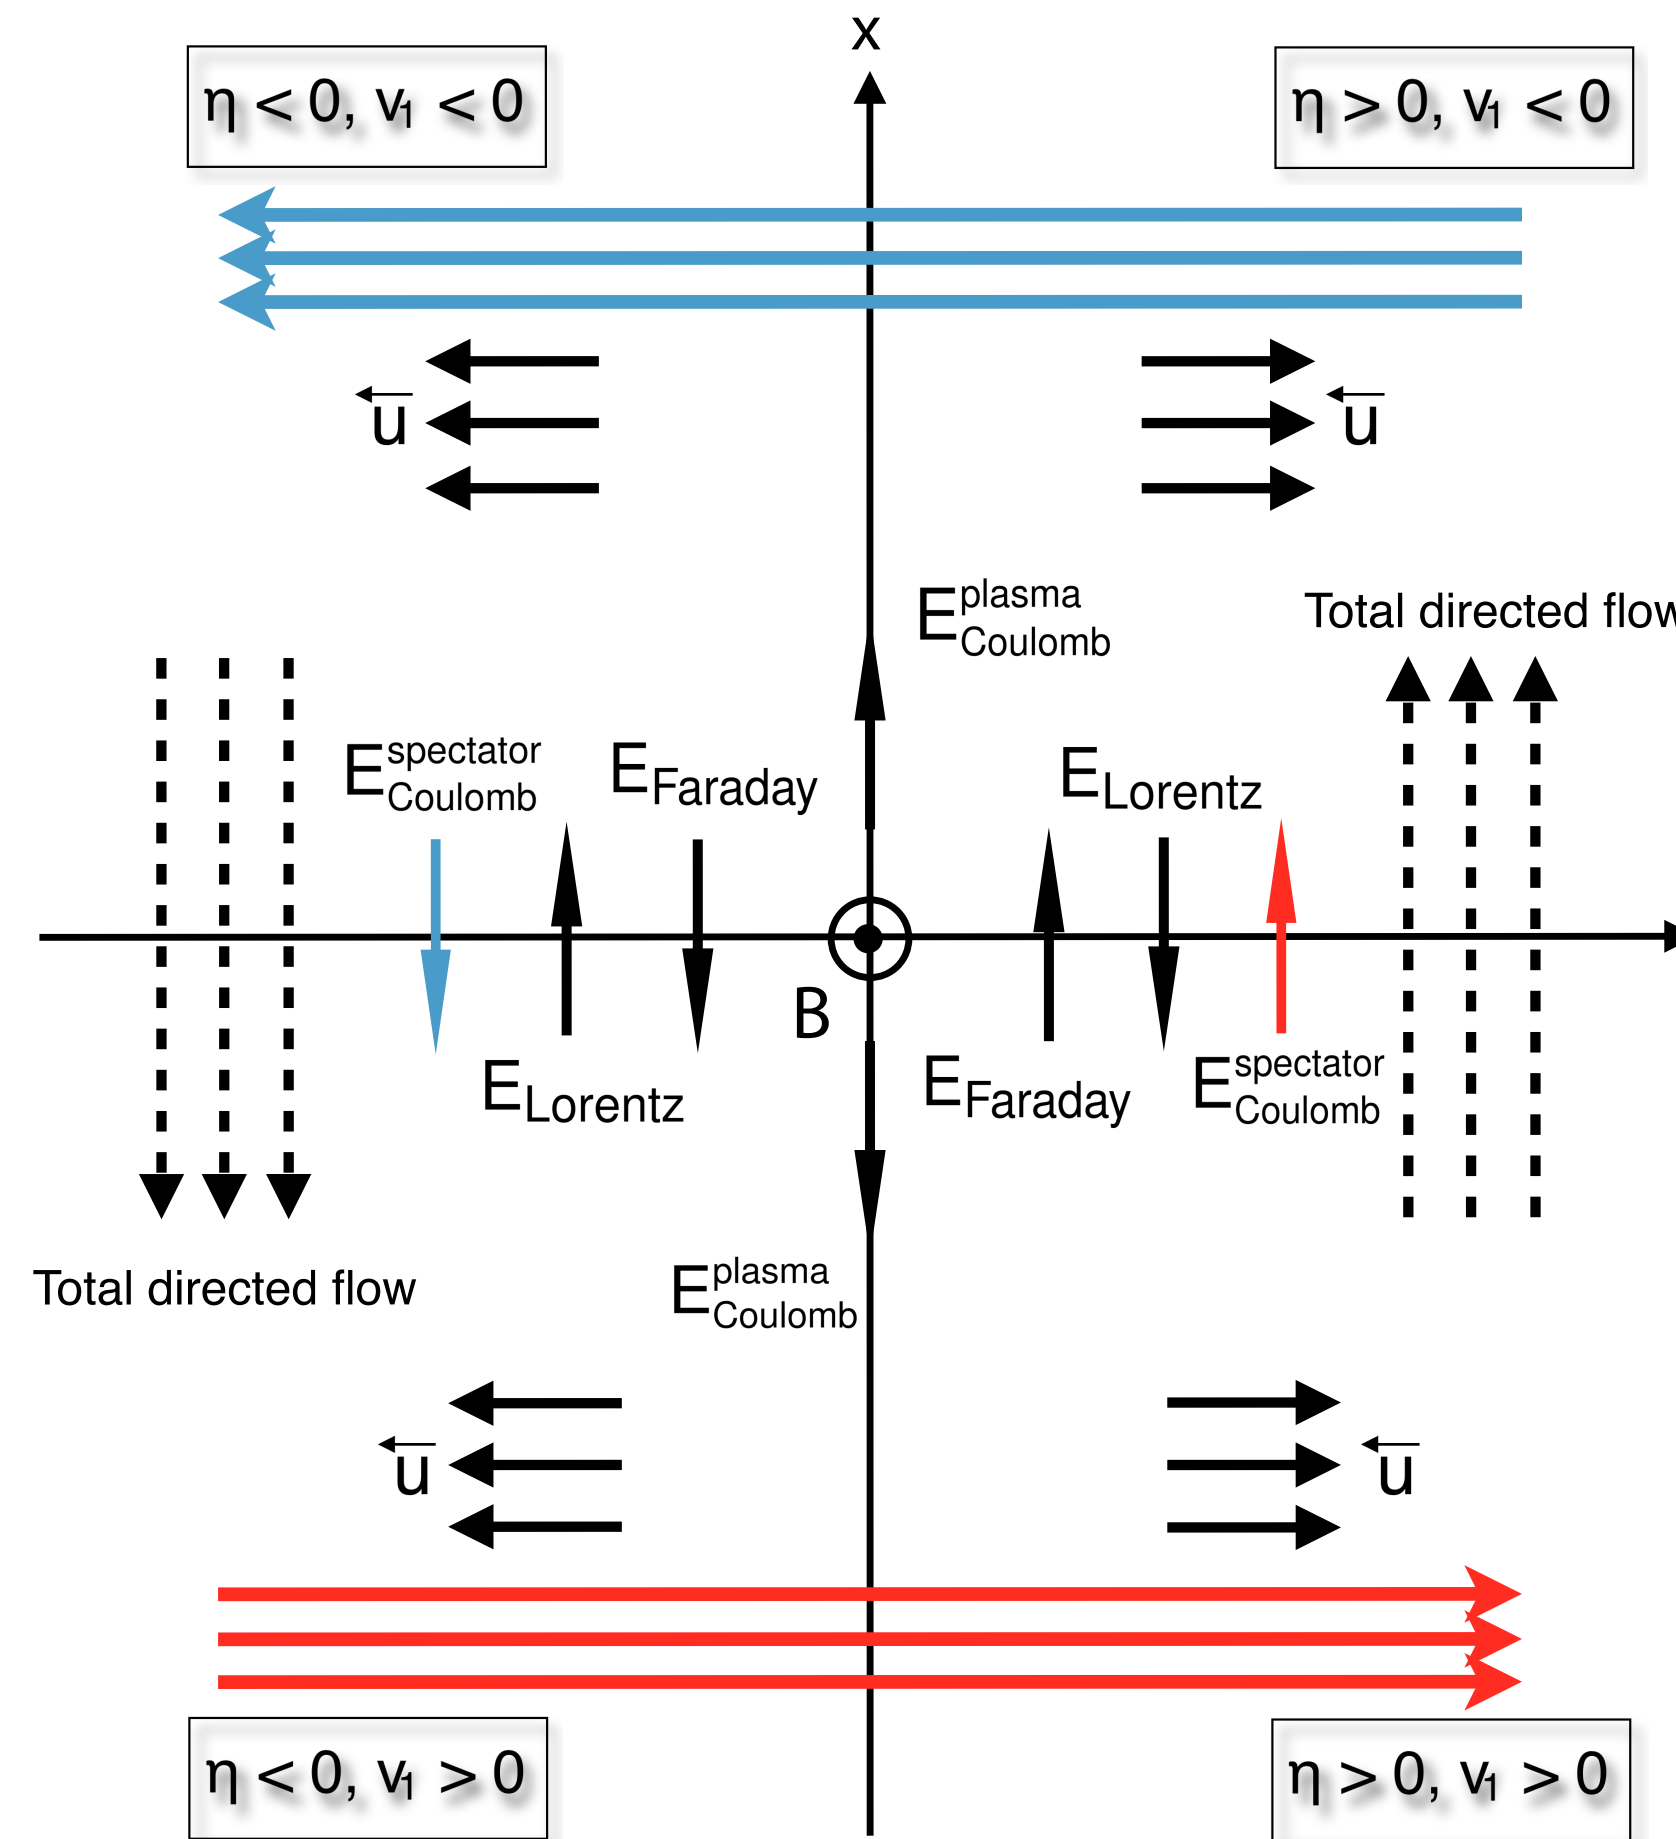 x
η < 0, v₁ < 0
η > 0, v₁ < 0
u
u
E plasma Coulomb
Total directed flow
E spectator Coulomb
E Faraday
E Lorentz
B
E Lorentz
E Faraday
E spectator Coulomb
Total directed flow
E plasma Coulomb
u
u
η < 0, v₁ > 0
η > 0, v₁ > 0